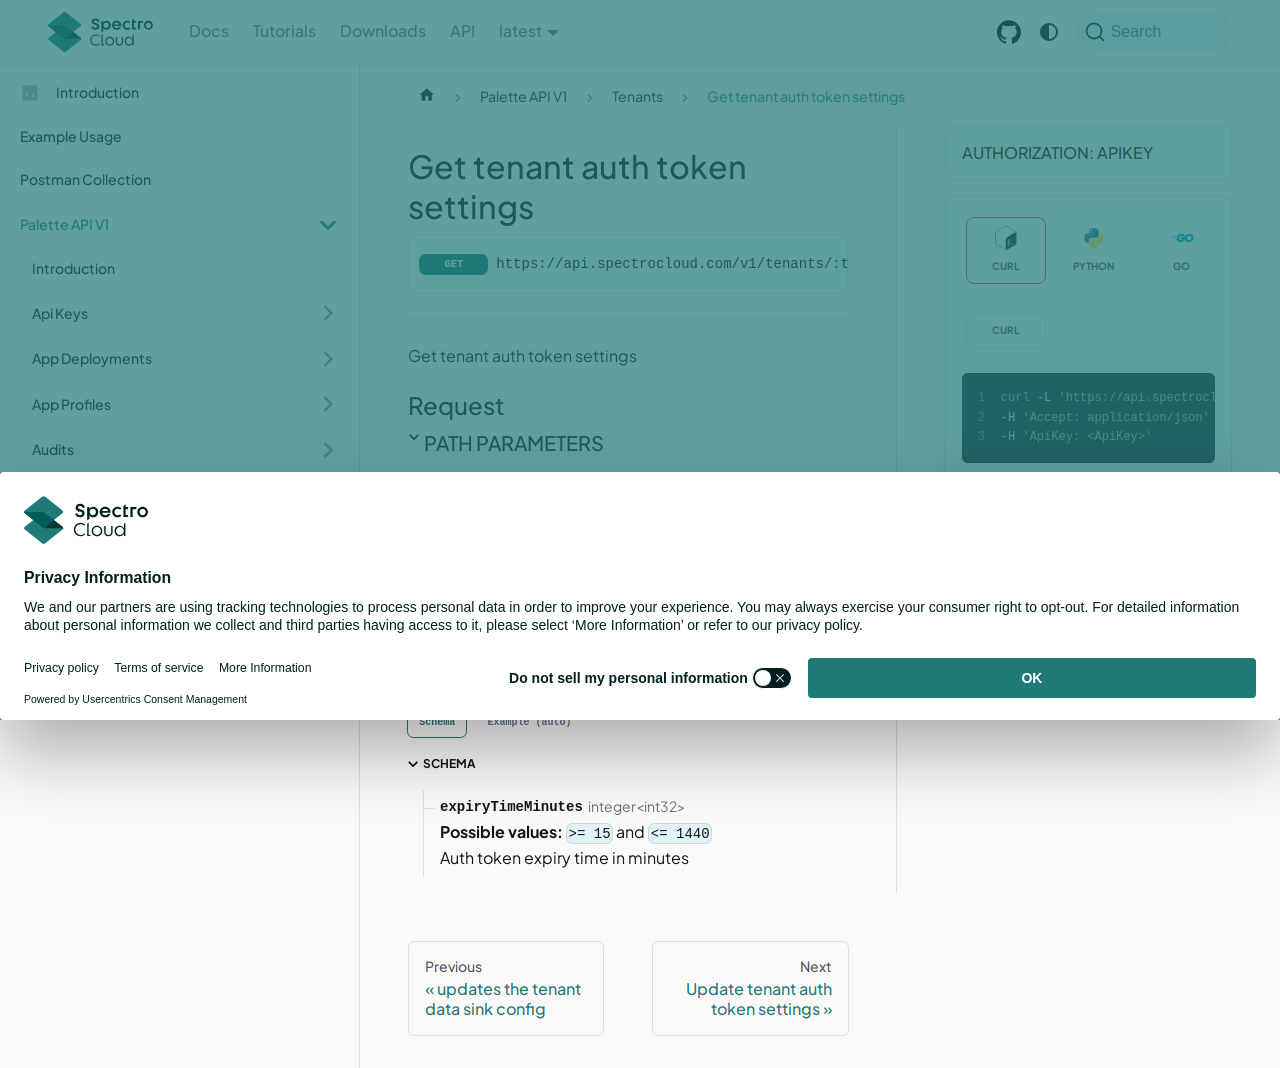 Spectro Cloud
Docs
Tutorials
Downloads
API
latest
Search
Introduction
Example Usage
Postman Collection
Palette API V1
Introduction
Api Keys
App Deployments
App Profiles
Audits
Palette API V1
Tenants
Get tenant auth token settings
Get tenant auth token
settings
GET https://api.spectrocloud.com/v1/tenants/:t
Get tenant auth token settings
Request
PATH PARAMETERS
AUTHORIZATION: APIKEY
CURL
PYTHON
GO
CURL
1 curl -L 'https://api.spectrocl
2 -H 'Accept: application/json'
3 -H 'ApiKey: <ApiKey>'
Spectro
Cloud
Privacy Information
We and our partners are using tracking technologies to process personal data in order to improve your experience. You may always exercise your consumer right to opt-out. For detailed information
about personal information we collect and third parties having access to it, please select ‘More Information’ or refer to our privacy policy.
Privacy policy
Terms of service
More Information
Do not sell my personal information
OK
Powered by Usercentrics Consent Management
Schema
Example (auto)
SCHEMA
expiryTimeMinutes integer<int32>
Possible values: >= 15 and <= 1440
Auth token expiry time in minutes
Previous
« updates the tenant
data sink config
Next
Update tenant auth
token settings »